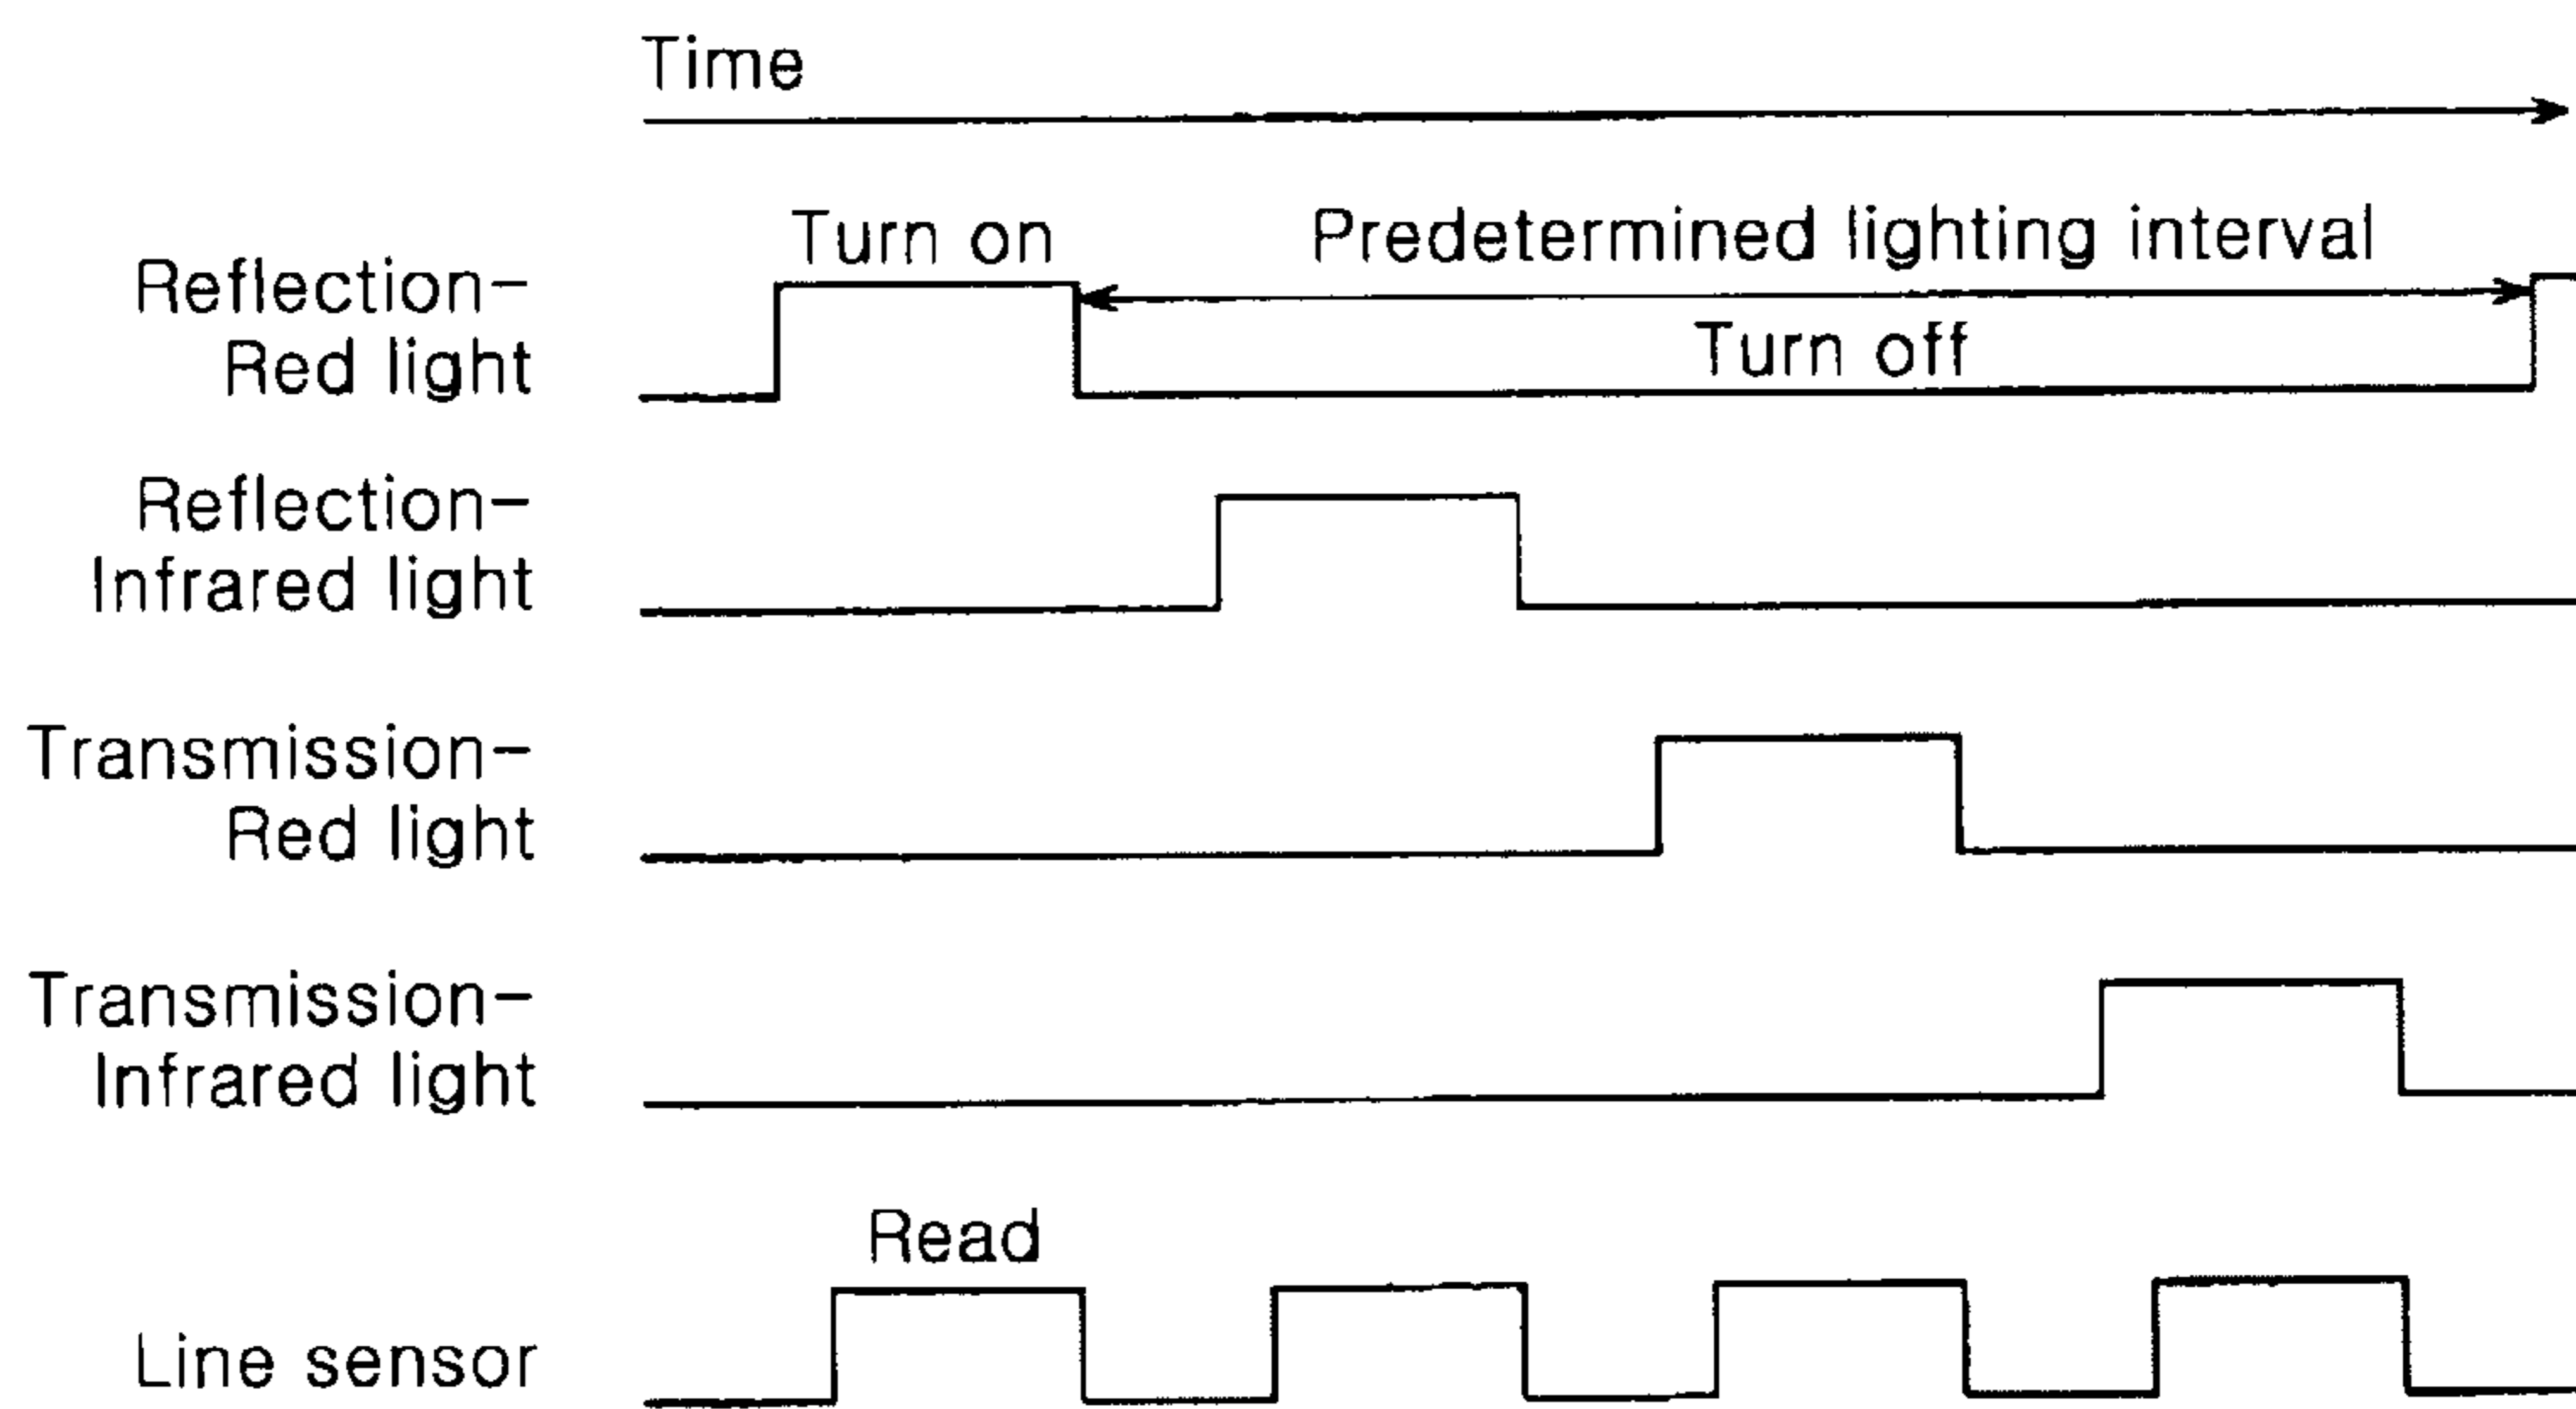 Time
Turn on
Predetermined lighting interval
Reflection-
Red light
Turn off
Reflection-
Infrared light
Transmission-
Red light
Transmission-
Infrared light
Read
Line sensor